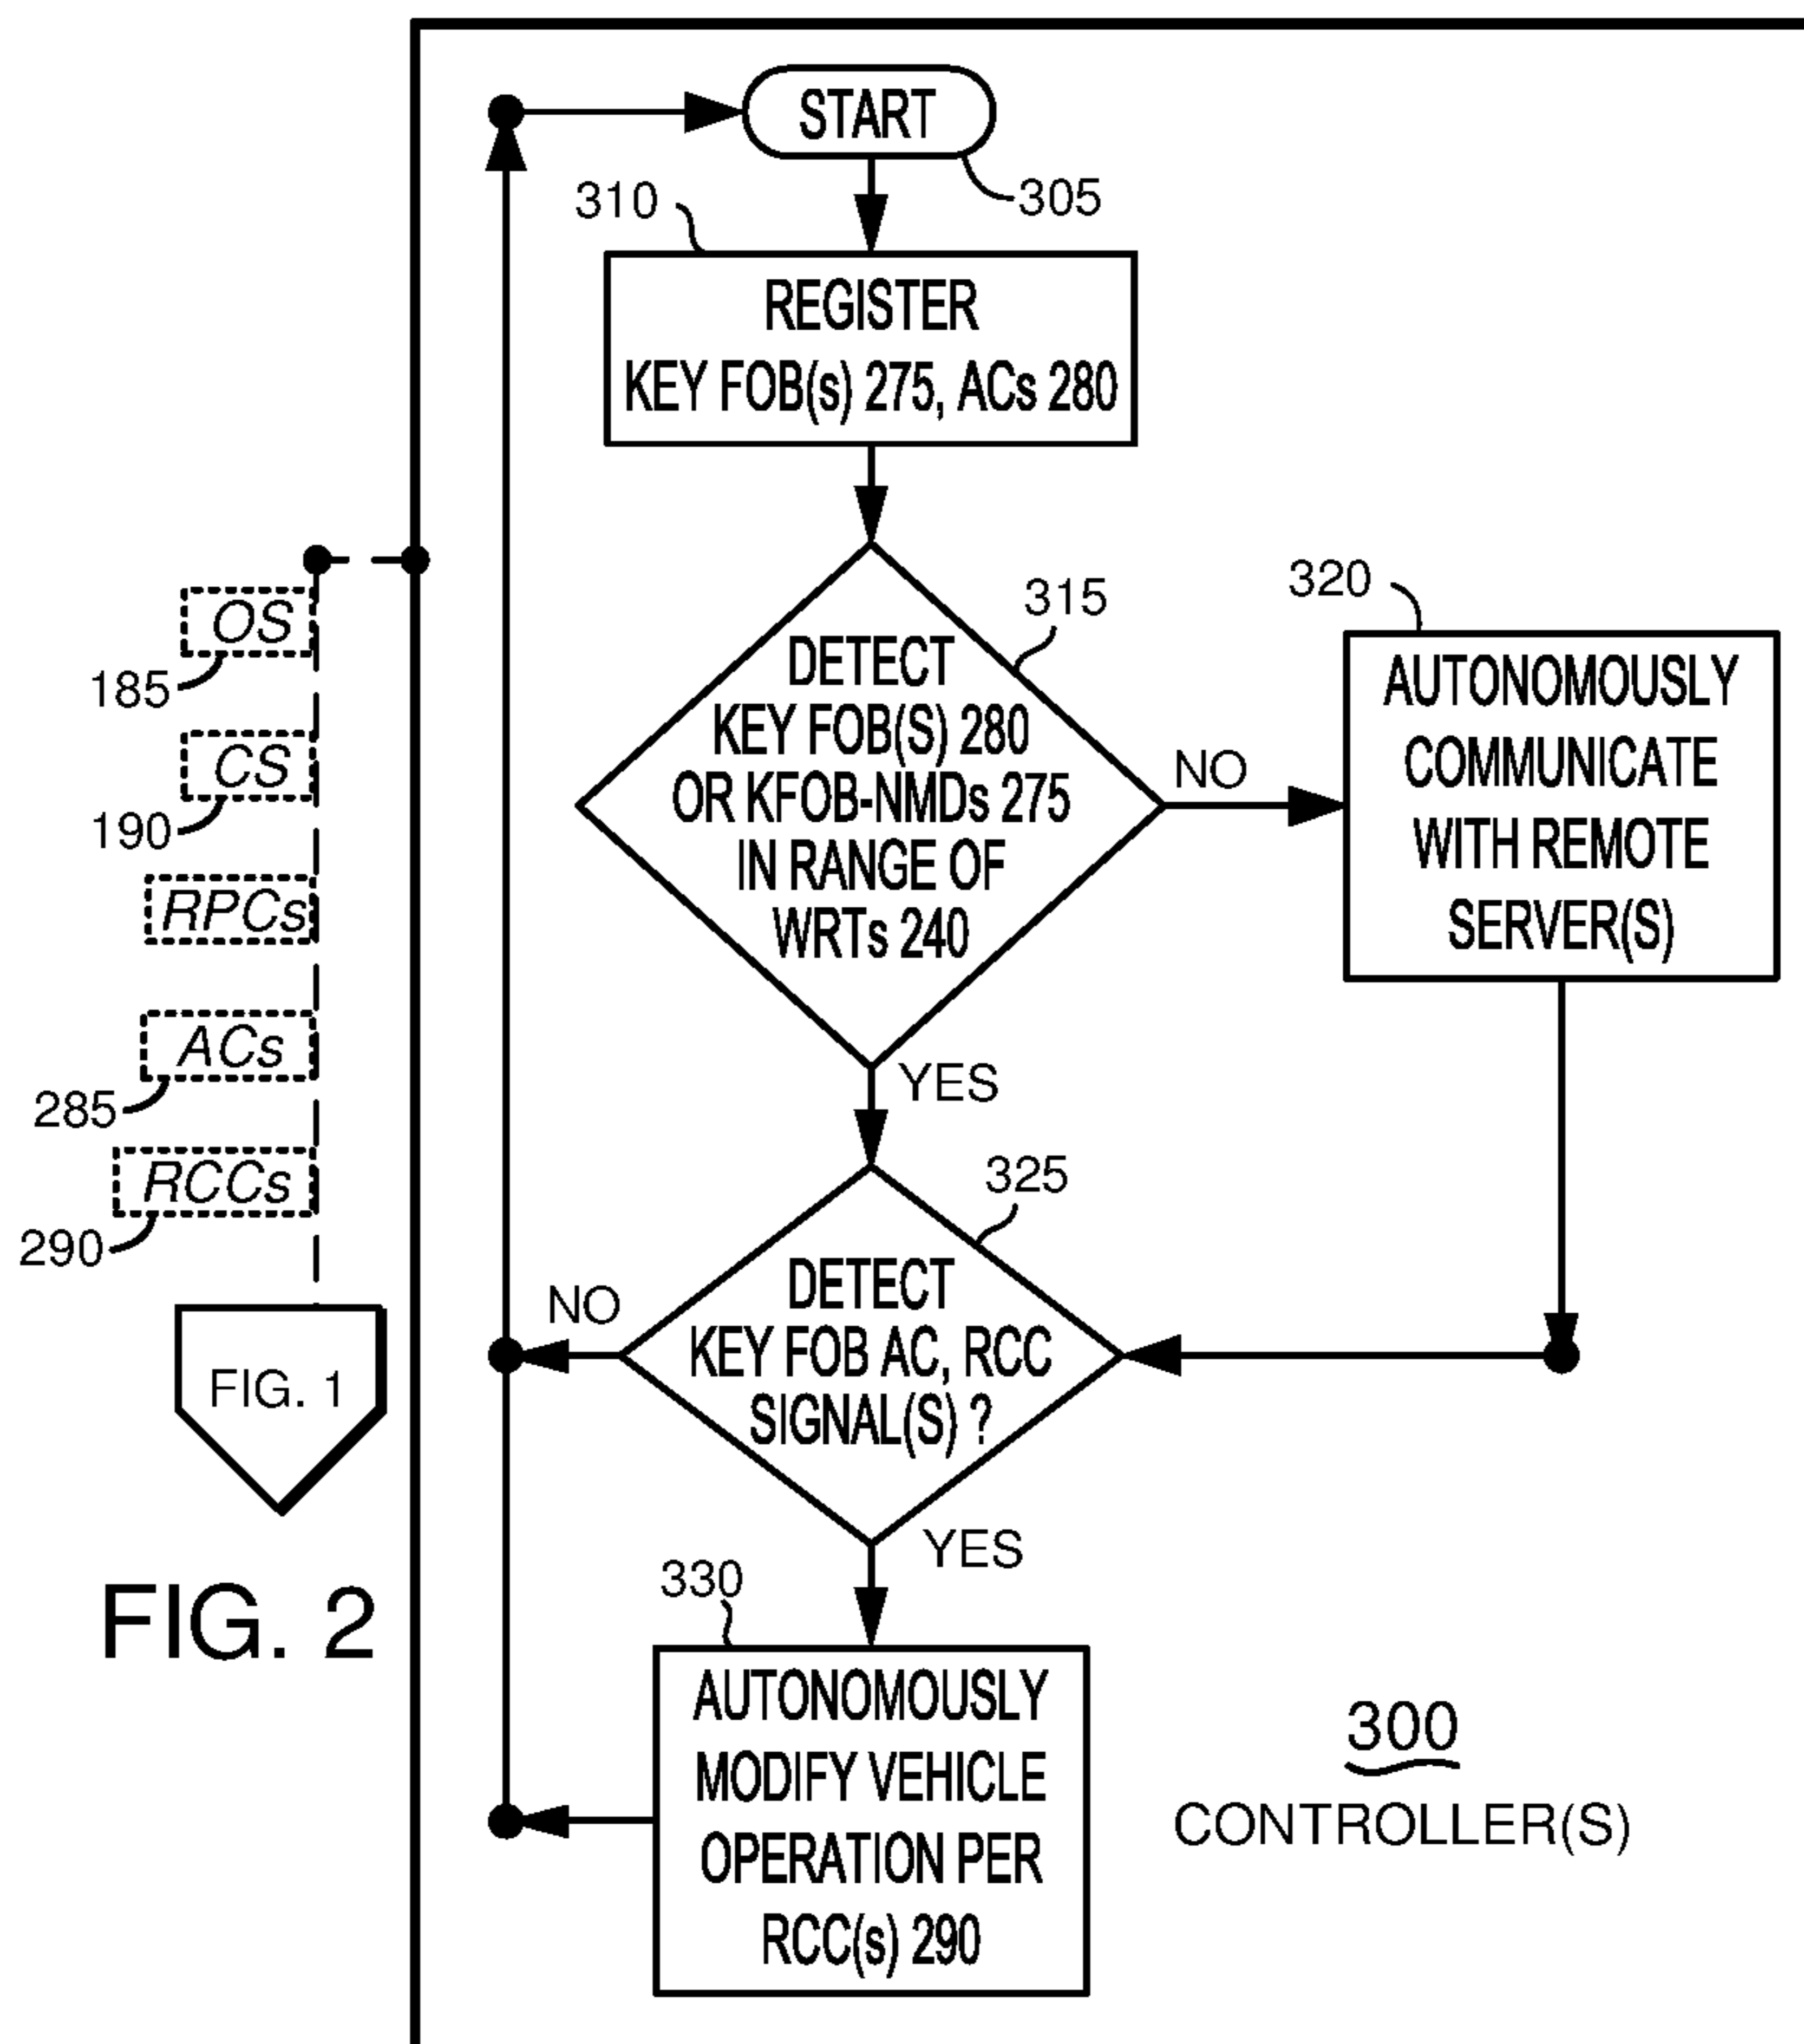 START
305
310
REGISTER
KEY FOB(s) 275, ACs 280
315
DETECT
KEY FOB(S) 280
OR KFOB-NMDs 275
IN RANGE OF
WRTs 240
NO
YES
320
AUTONOMOUSLY
COMMUNICATE
WITH REMOTE
SERVER(S)
325
DETECT
KEY FOB AC, RCC
SIGNAL(S) ?
NO
YES
330
AUTONOMOUSLY
MODIFY VEHICLE
OPERATION PER
RCC(s) 290
300
CONTROLLER(S)
OS
185
CS
190
RPCs
ACs
285
RCCs
290
FIG. 1
FIG. 2